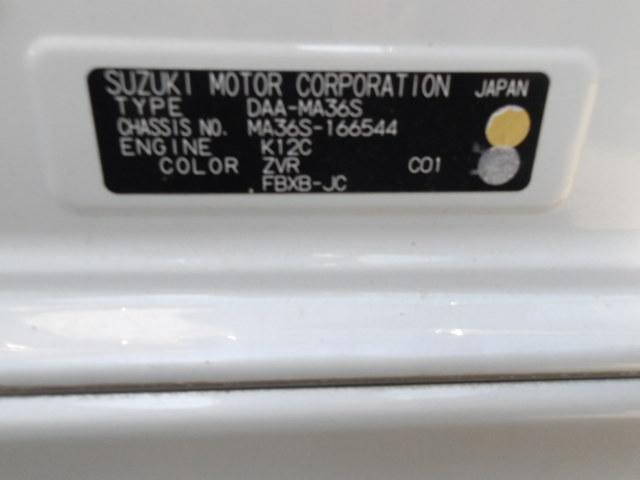 SUZUKI MOTOR CORPORATION JAPAN
TYPE DAA-MA36S
CHASSIS NO. MA36S-166544
ENGINE K12C
COLOR ZVR C01
FBXB-JC